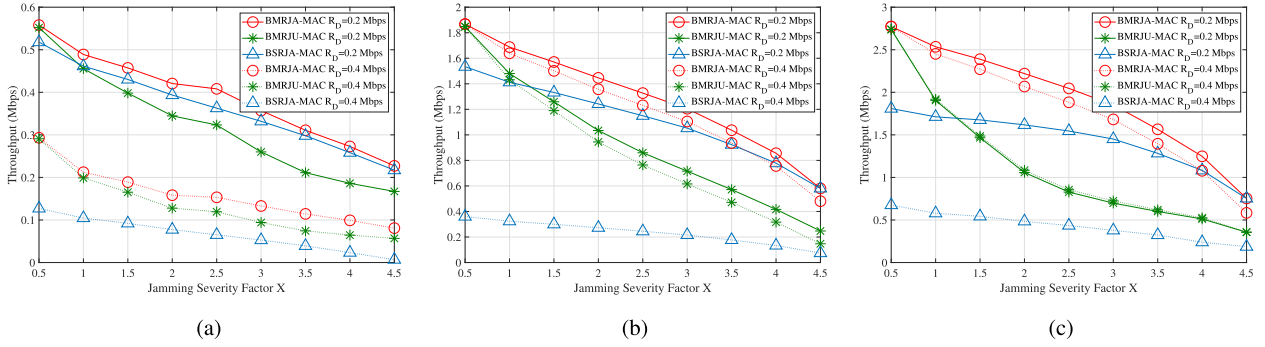 0.6
0.5
0.4
0.3
0.2
0.1
0
Throughput (Mbps)
0.5 1 1.5 2 2.5 3 3.5 4 4.5
Jamming Severity Factor X
BMRJA-MAC R_D=0.2 Mbps
BMRJU-MAC R_D=0.2 Mbps
BSRJA-MAC R_D=0.2 Mbps
BMRJA-MAC R_D=0.4 Mbps
BMRJU-MAC R_D=0.4 Mbps
BSRJA-MAC R_D=0.4 Mbps
(a)
2
1.8
1.6
1.4
1.2
1
0.8
0.6
0.4
0.2
0
Throughput (Mbps)
0.5 1 1.5 2 2.5 3 3.5 4 4.5
Jamming Severity Factor X
BMRJA-MAC R_D=0.2 Mbps
BMRJU-MAC R_D=0.2 Mbps
BSRJA-MAC R_D=0.2 Mbps
BMRJA-MAC R_D=0.4 Mbps
BMRJU-MAC R_D=0.4 Mbps
BSRJA-MAC R_D=0.4 Mbps
(b)
3
2.5
2
1.5
1
0.5
0
Throughput (Mbps)
0.5 1 1.5 2 2.5 3 3.5 4 4.5
Jamming Severity Factor X
BMRJA-MAC R_D=0.2 Mbps
BMRJU-MAC R_D=0.2 Mbps
BSRJA-MAC R_D=0.2 Mbps
BMRJA-MAC R_D=0.4 Mbps
BMRJU-MAC R_D=0.4 Mbps
BSRJA-MAC R_D=0.4 Mbps
(c)